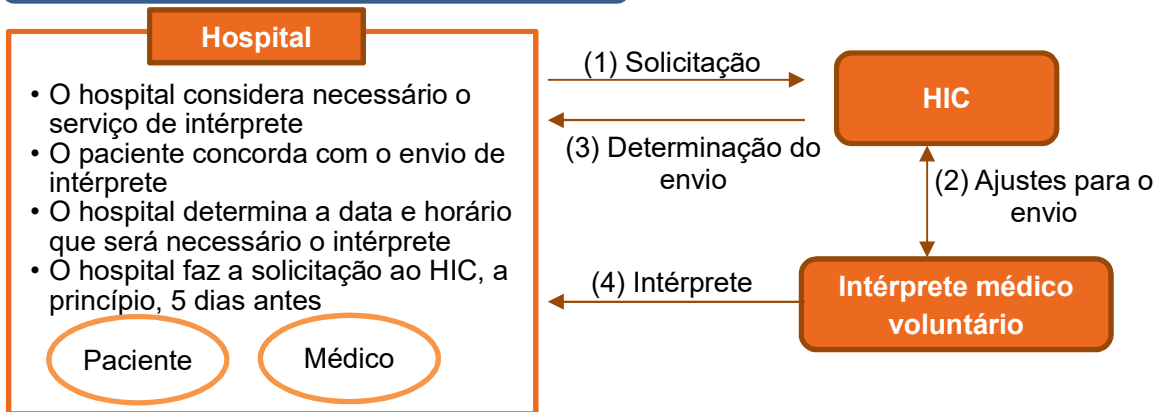 Hospital
• O hospital considera necessário o
serviço de intérprete
• O paciente concorda com o envio de
intérprete
• O hospital determina a data e horário
que será necessário o intérprete
• O hospital faz a solicitação ao HIC, a
princípio, 5 dias antes
Paciente
Médico
(1) Solicitação
(3) Determinação do
envio
HIC
(2) Ajustes para o
envio
(4) Intérprete
Intérprete médico
voluntário